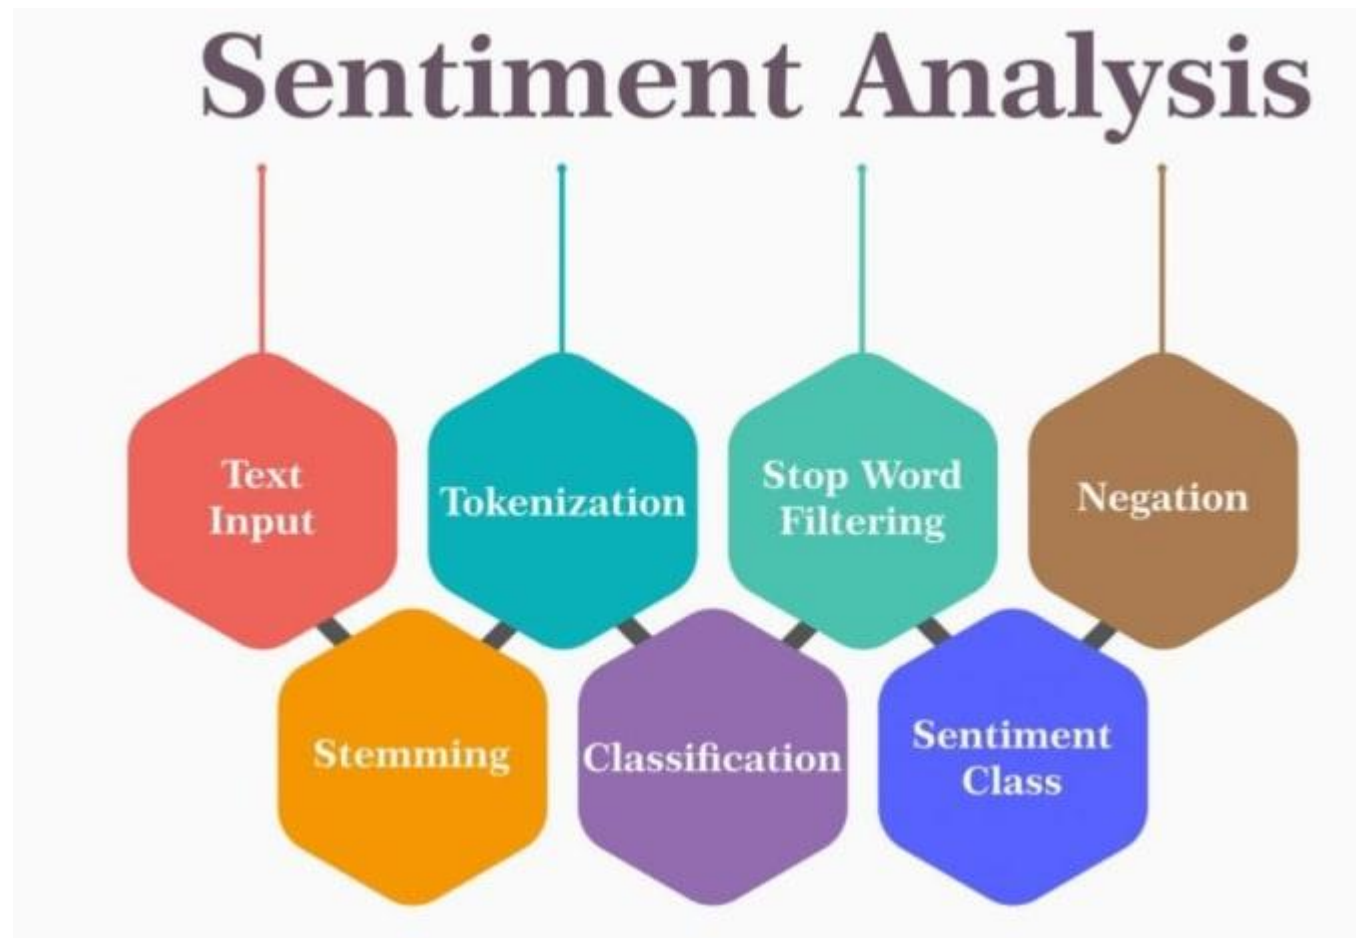 Sentiment Analysis
Text
Input
Tokenization
Stop Word
Filtering
Negation
Stemming
Classification
Sentiment
Class